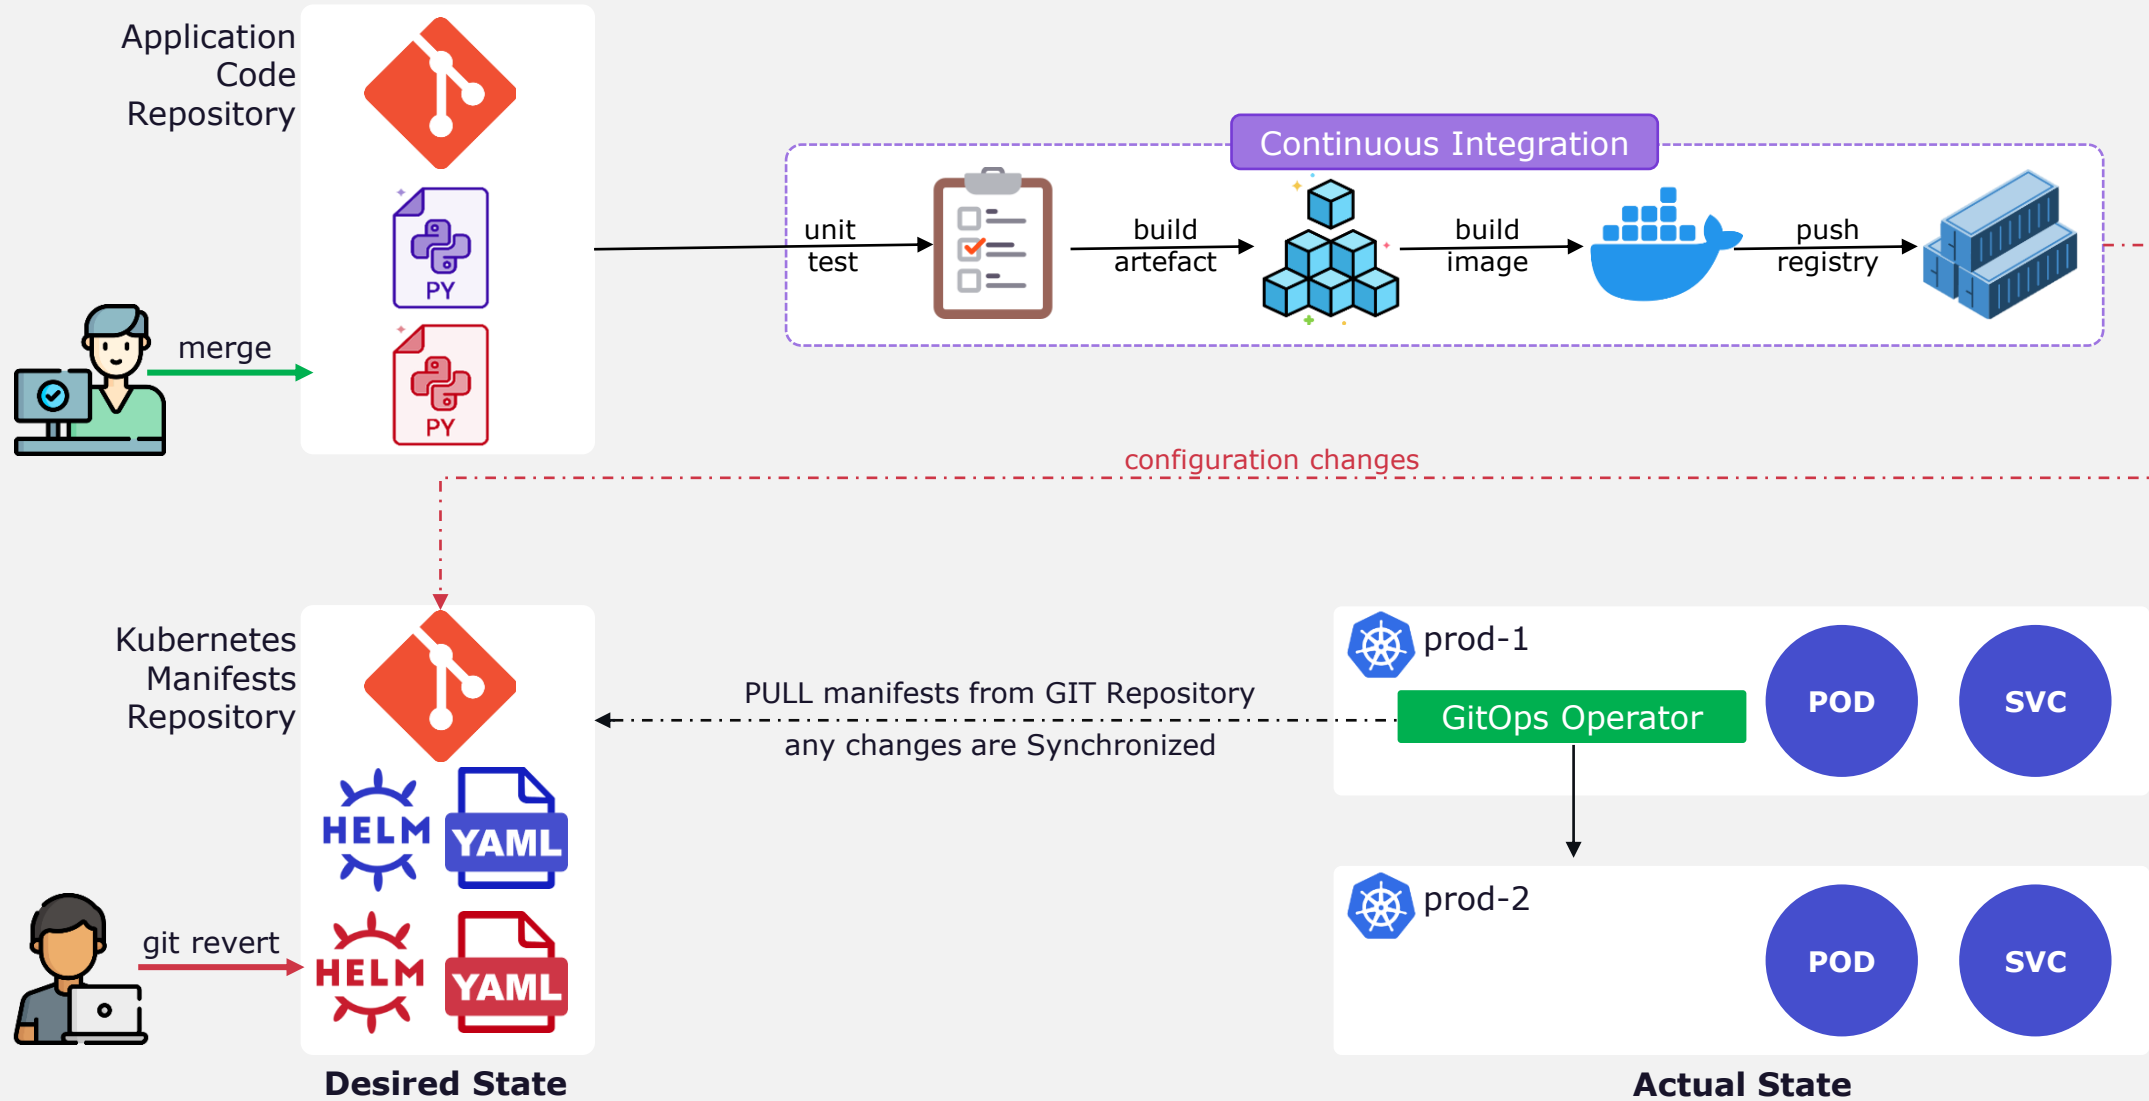 Application
Code
Repository
PY
PY
merge
Continuous Integration
unit
test
build
artefact
build
image
push
registry
configuration changes
Kubernetes
Manifests
Repository
HELM
YAML
HELM
YAML
git revert
Desired State
PULL manifests from GIT Repository
any changes are Synchronized
prod-1
GitOps Operator
POD
SVC
prod-2
POD
SVC
Actual State